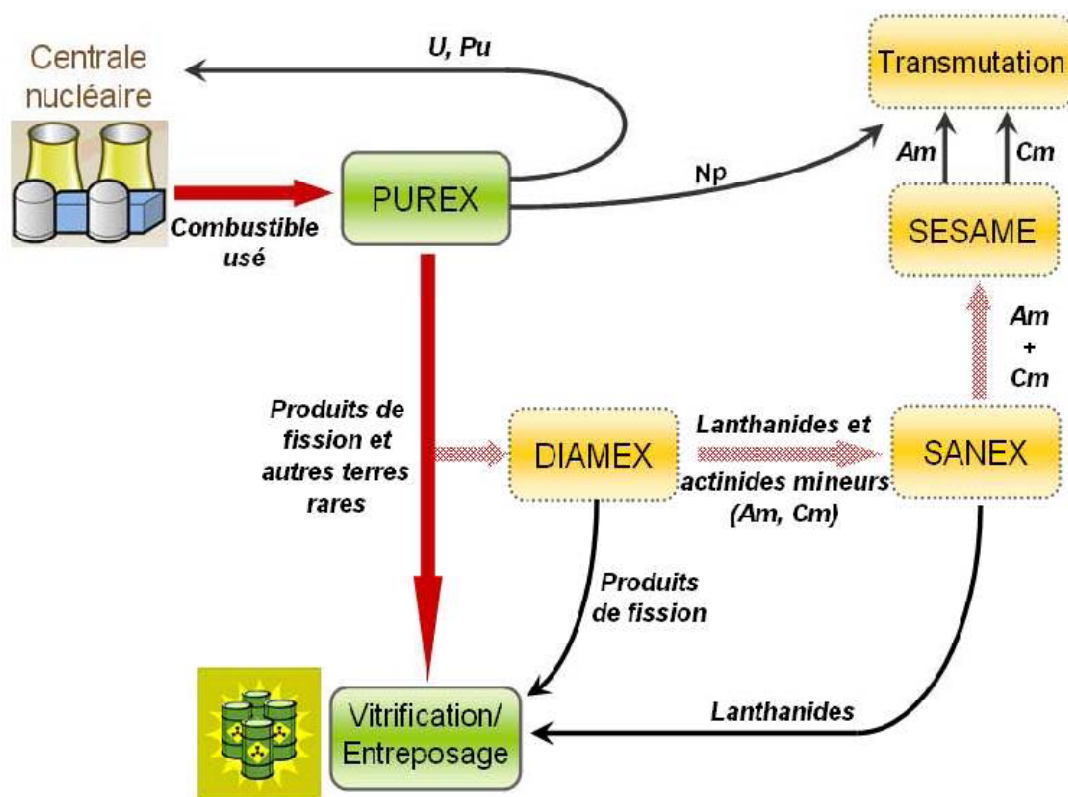 U, Pu
Centrale
nucléaire
Transmutation
Am
Cm
Np
PUREX
Combustible
usé
SESAME
Am
+
Cm
Produits de
fission et
autres terres
rares
DIAMEX
Lanthanides et
actinides mineurs
(Am, Cm)
SANEX
Produits
de fission
Lanthanides
Vitrification/
Entreposage